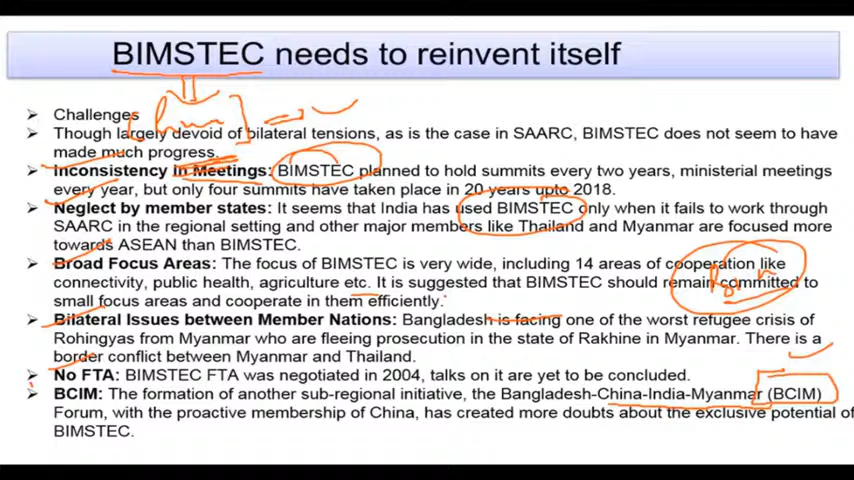 BIMSTEC needs to reinvent itself
Challenges
Though largely devoid of bilateral tensions, as is the case in SAARC, BIMSTEC does not seem to have
made much progress.
Inconsistency in Meetings: BIMSTEC planned to hold summits every two years, ministerial meetings
every year, but only four summits have taken place in 20 years upto 2018.
Neglect by member states: It seems that India has used BIMSTEC only when it fails to work through
SAARC in the regional setting and other major members like Thailand and Myanmar are focused more
towards ASEAN than BIMSTEC.
Broad Focus Areas: The focus of BIMSTEC is very wide, including 14 areas of cooperation like
connectivity, public health, agriculture etc. It is suggested that BIMSTEC should remain committed to
small focus areas and cooperate in them efficiently.
Bilateral Issues between Member Nations: Bangladesh is facing one of the worst refugee crisis of
Rohingyas from Myanmar who are fleeing prosecution in the state of Rakhine in Myanmar. There is a
border conflict between Myanmar and Thailand.
No FTA: BIMSTEC FTA was negotiated in 2004, talks on it are yet to be concluded.
BCIM: The formation of another sub-regional initiative, the Bangladesh-China-India-Myanmar (BCIM)
Forum, with the proactive membership of China, has created more doubts about the exclusive potential of
BIMSTEC.